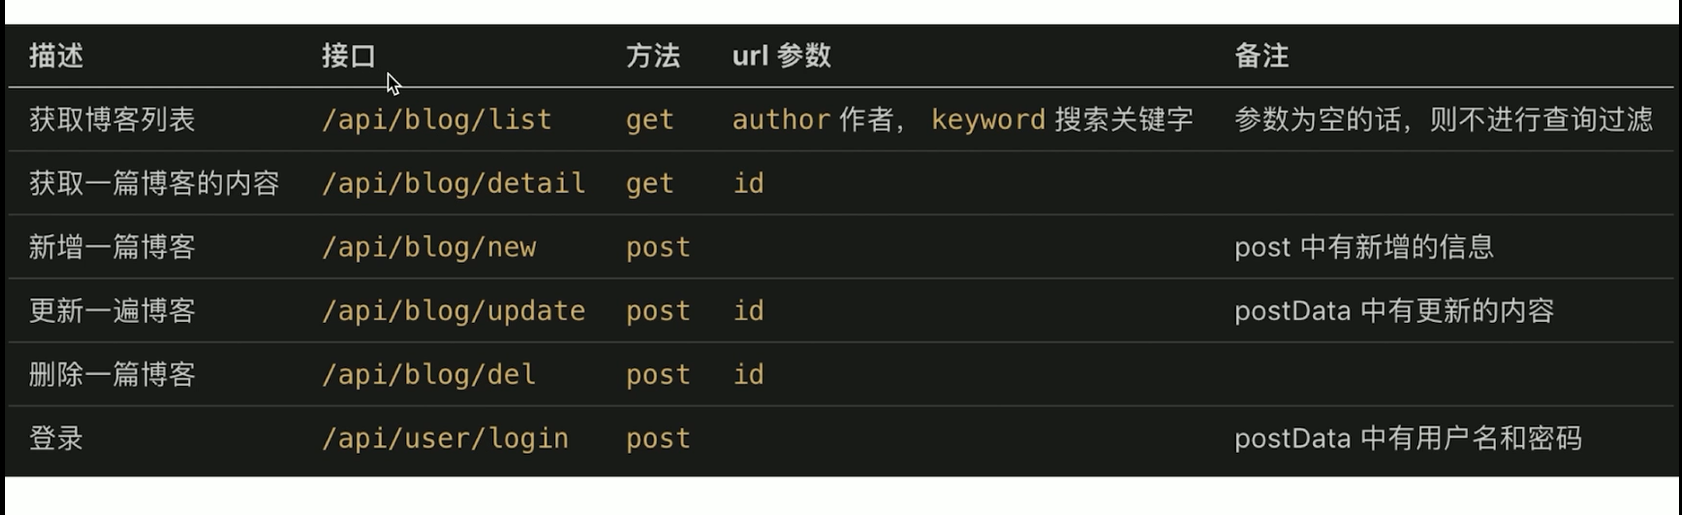 描述 接口 方法 url 参数 备注
获取博客列表 /api/blog/list get author 作者， keyword 搜索关键字 参数为空的话，则不进行查询过滤
获取一篇博客的内容 /api/blog/detail get id
新增一篇博客 /api/blog/new post post 中有新增的信息
更新一遍博客 /api/blog/update post id postData 中有更新的内容
删除一篇博客 /api/blog/del post id
登录 /api/user/login post postData 中有用户名和密码